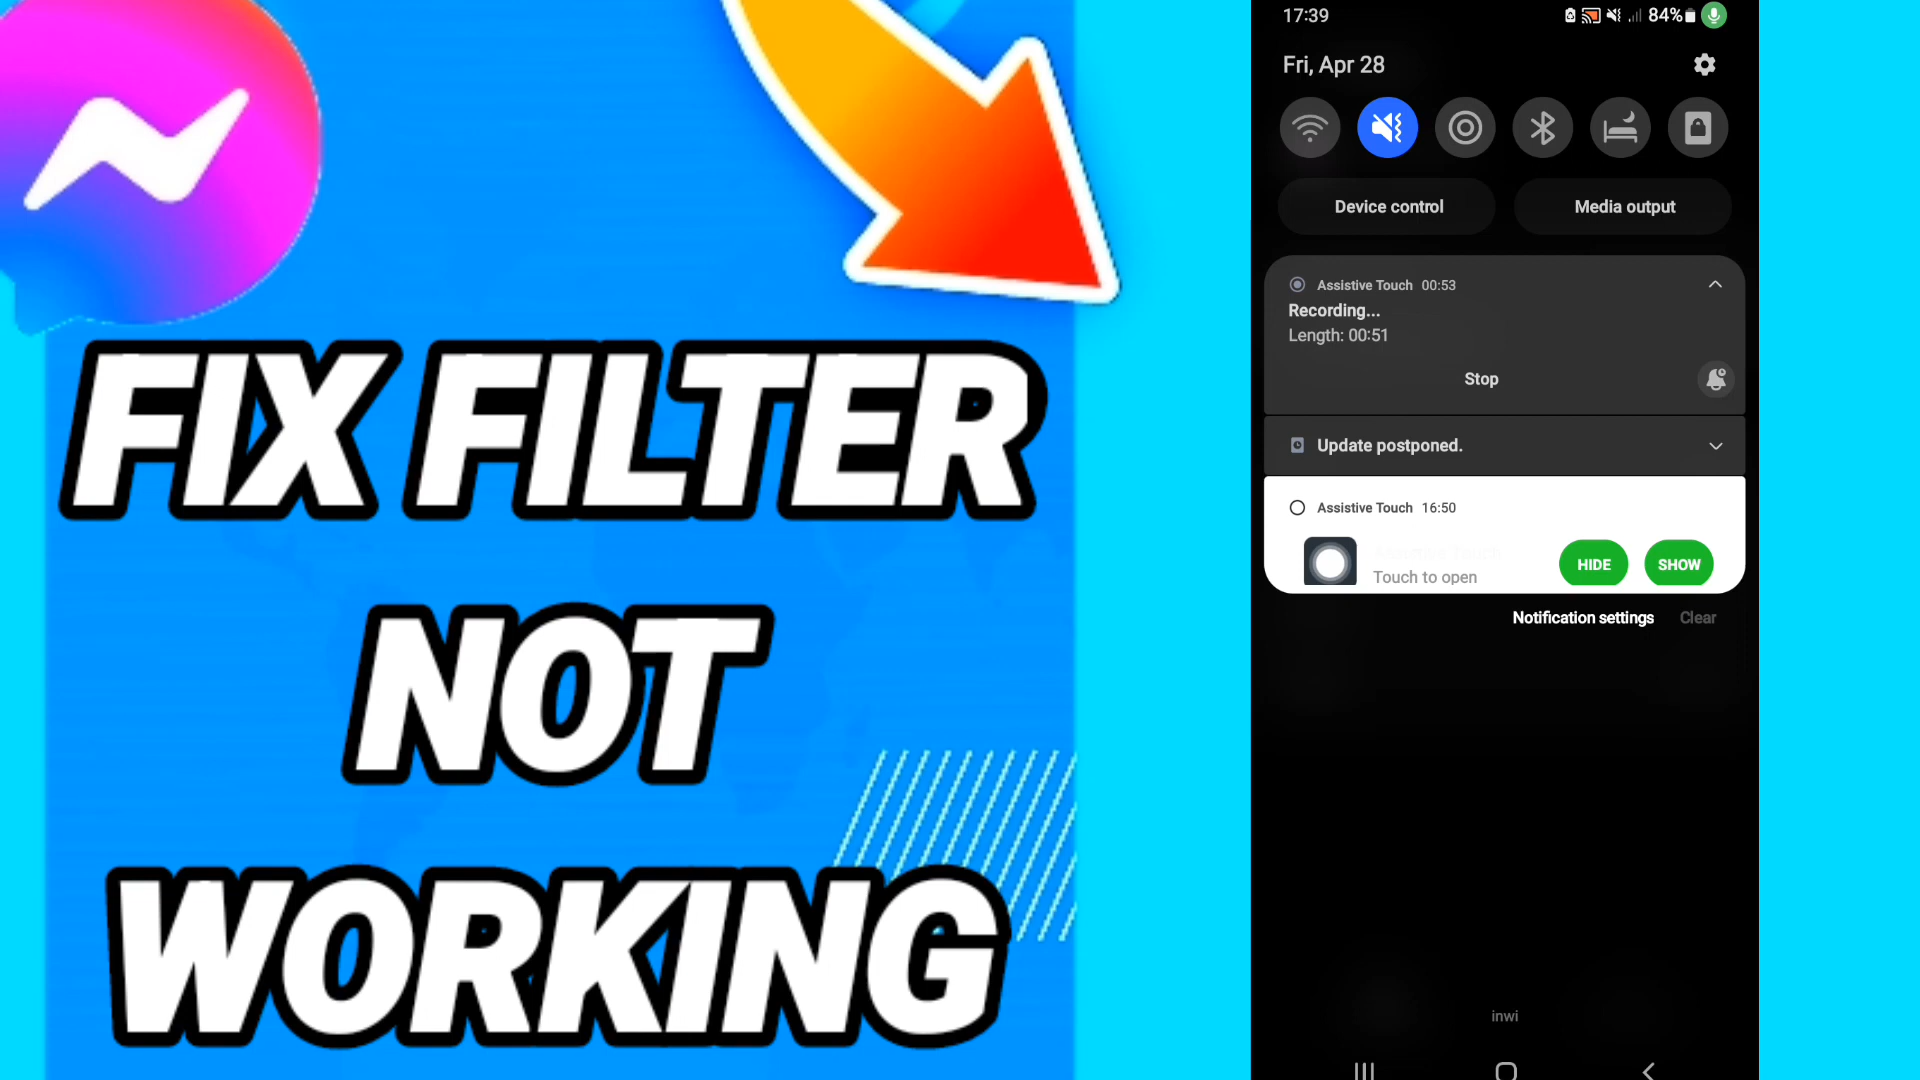 FIX FILTER
NOT
WORKING
17:39
84%
Fri, Apr 28
Device control
Media output
Assistive Touch 00:53
Recording...
Length: 00:51
Stop
Update postponed.
Assistive Touch 16:50
Touch to open
HIDE
SHOW
Notification settings
Clear
inwi